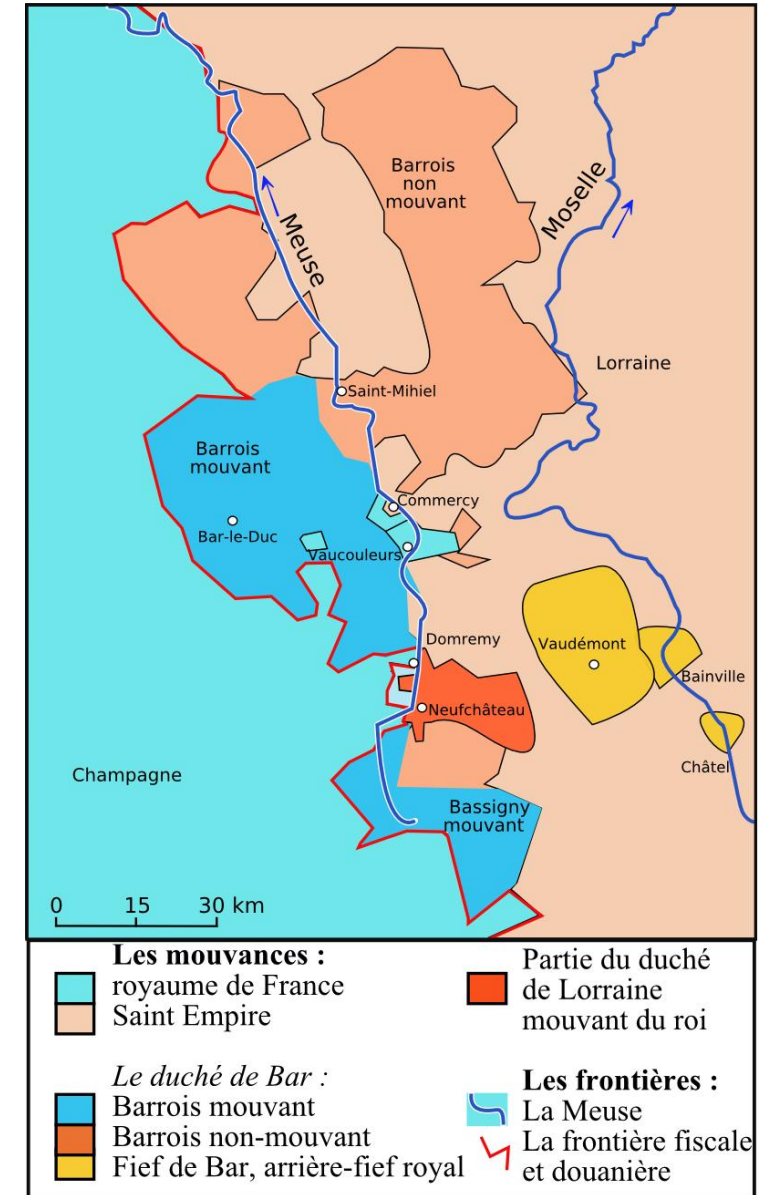 Barrois
non
mouvant
Moselle
Meuse
Lorraine
Saint-Mihiel
Barrois
mouvant
Commercy
Bar-le-Duc
Vaucouleurs
Domremy
Vaudémont
Bainville
Neufchâteau
Châtel
Champagne
Bassigny
mouvant
0 15 30 km
Les mouvances :
royaume de France
Saint Empire
Le duché de Bar :
Barrois mouvant
Barrois non-mouvant
Fief de Bar, arrière-fief royal
Partie du duché
de Lorraine
mouvant du roi
Les frontières :
La Meuse
La frontière fiscale
et douanière